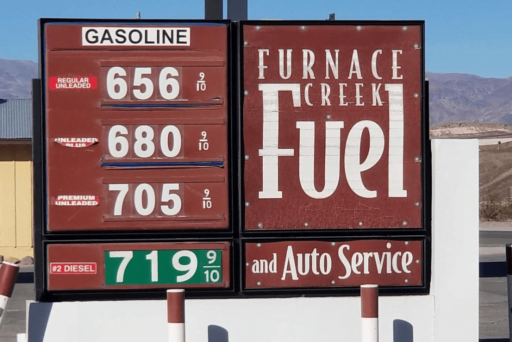 GASOLINE
REGULAR
UNLEADED
656 9/10
UNLEADED
PLUS
680 9/10
PREMIUM
UNLEADED
705 9/10
#2 DIESEL
719 9/10
FURNACE
CREEK
Fuel
and Auto Service